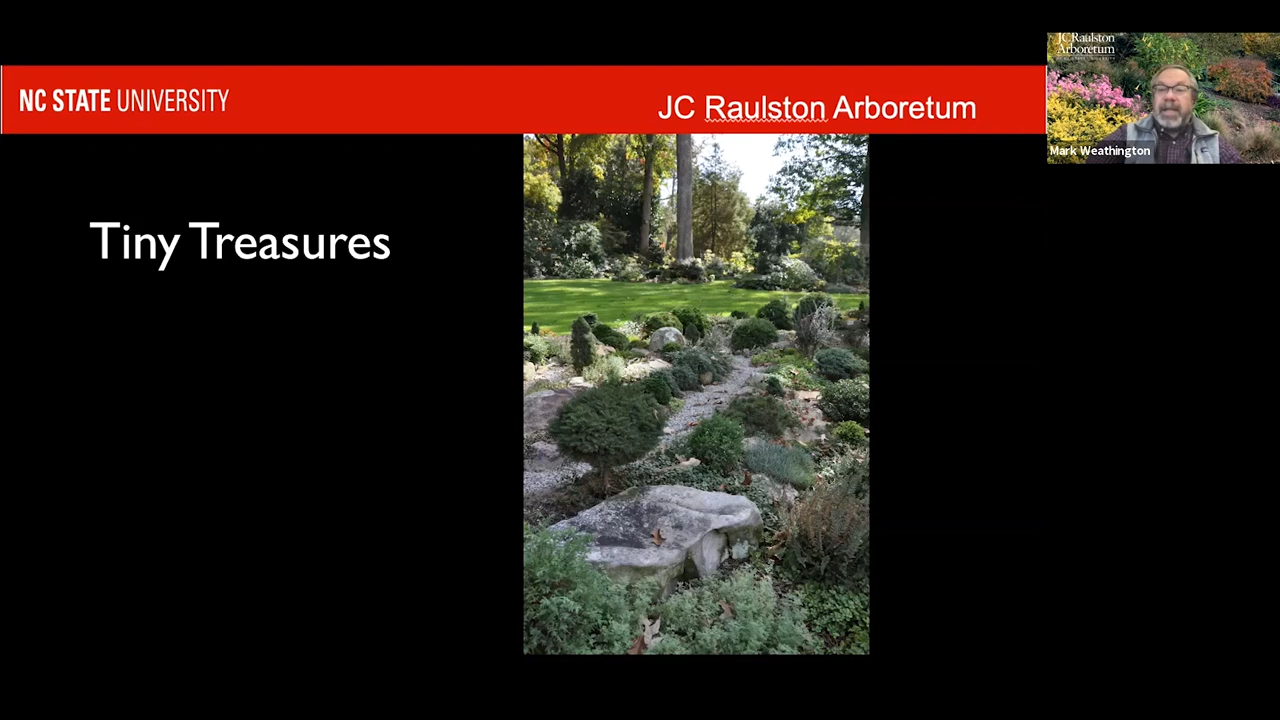 NC STATE UNIVERSITY
JC Raulston Arboretum
JC Raulston
Arboretum
Mark Weathington
Tiny Treasures